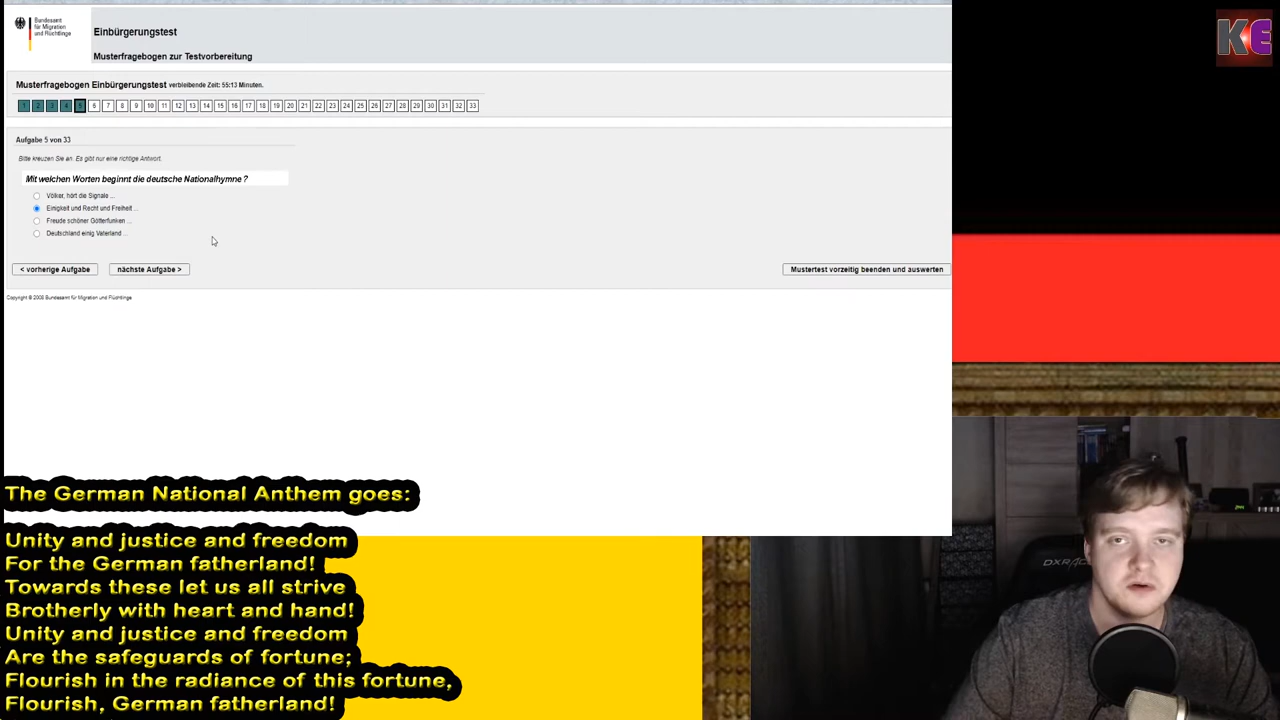 Bundesamt
für Migration
und Flüchtlinge
Einbürgerungstest
Musterfragebogen zur Testvorbereitung
KE
Musterfragebogen Einbürgerungstest verbleibende Zeit: 55:13 Minuten.
1 2 3 4 5 6 7 8 9 10 11 12 13 14 15 16 17 18 19 20 21 22 23 24 25 26 27 28 29 30 31 32 33
Aufgabe 5 von 33
Bitte kreuzen Sie an. Es gibt nur eine richtige Antwort.
Mit welchen Worten beginnt die deutsche Nationalhymne ?
Völker, hört die Signale ...
Einigkeit und Recht und Freiheit ...
Freude schöner Götterfunken ...
Deutschland einig Vaterland ...
< vorherige Aufgabe
nächste Aufgabe >
Mustertest vorzeitig beenden und auswerten
Copyright © 2008 Bundesamt für Migration und Flüchtlinge
The German National Anthem goes:
Unity and justice and freedom
For the German fatherland!
Towards these let us all strive
Brotherly with heart and hand!
Unity and justice and freedom
Are the safeguards of fortune;
Flourish in the radiance of this fortune,
Flourish, German fatherland!